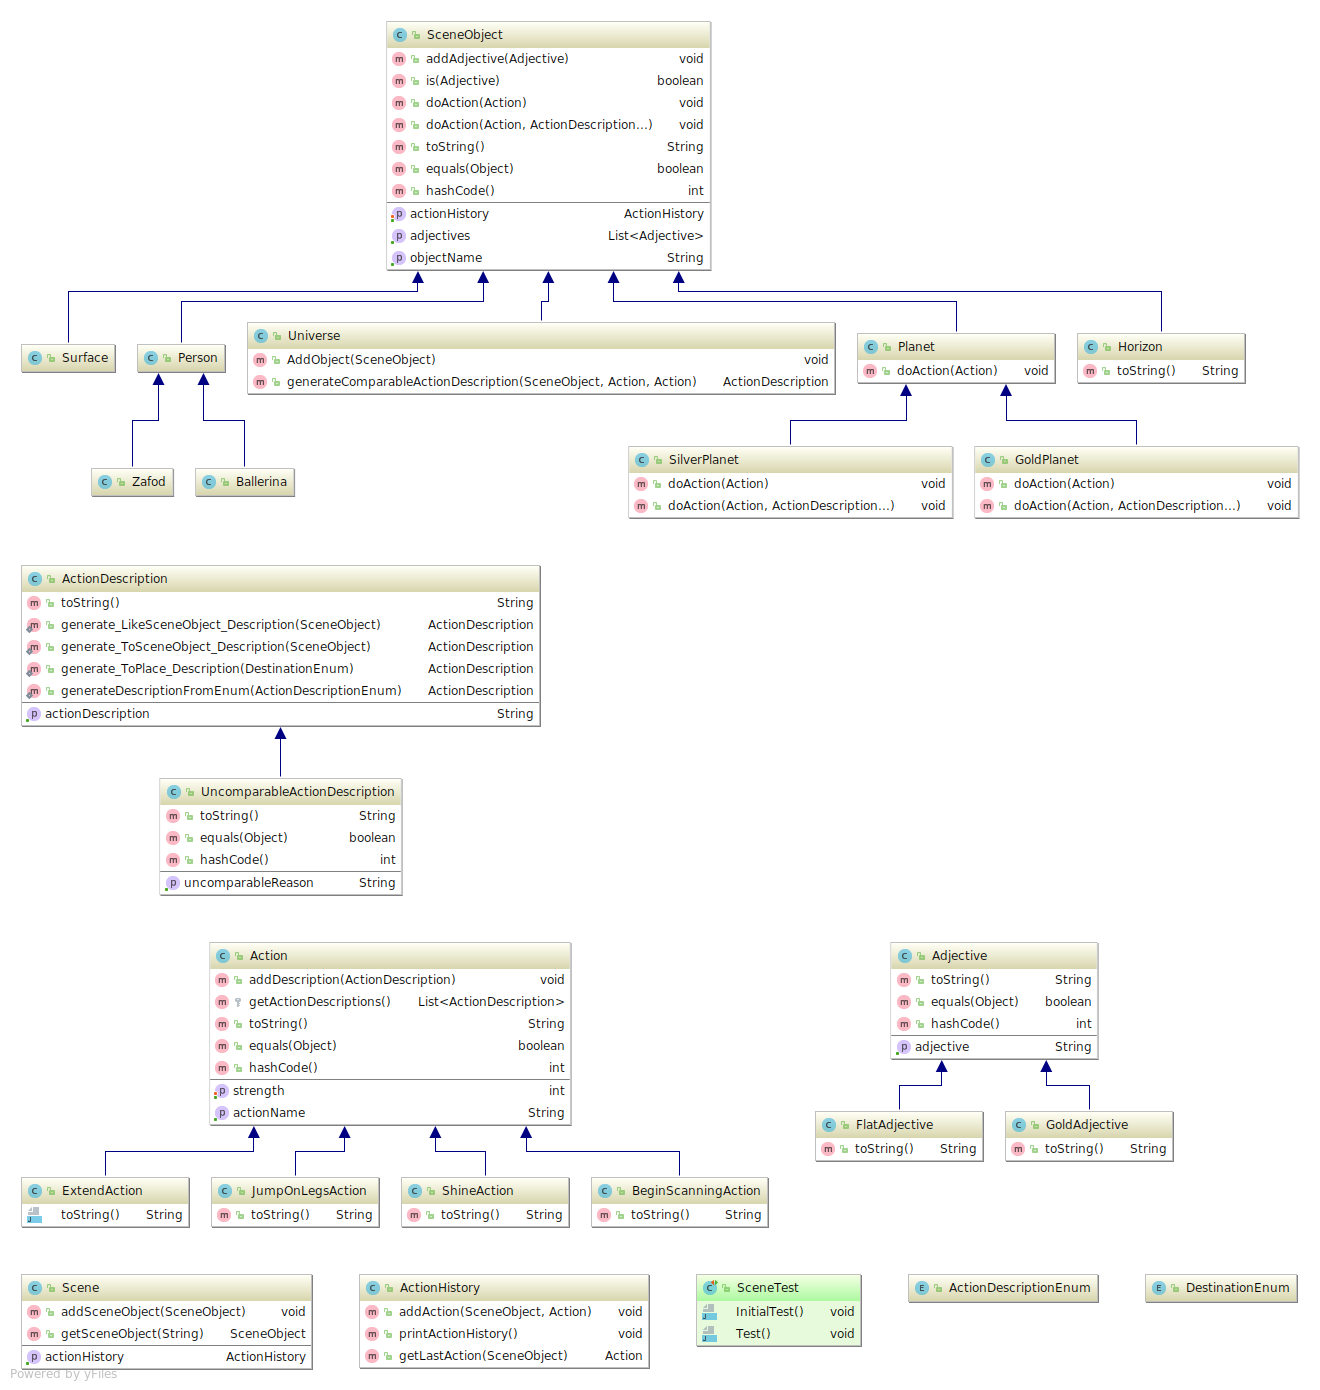 SceneObject
addAdjective(Adjective) void
is(Adjective) boolean
doAction(Action) void
doAction(Action, ActionDescription...) void
toString() String
equals(Object) boolean
hashCode() int
actionHistory ActionHistory
adjectives List<Adjective>
objectName String
Surface
Person
Universe
AddObject(SceneObject) void
generateComparableActionDescription(SceneObject, Action, Action) ActionDescription
Planet
doAction(Action) void
Horizon
toString() String
Zafod
Ballerina
SilverPlanet
doAction(Action) void
doAction(Action, ActionDescription...) void
GoldPlanet
doAction(Action) void
doAction(Action, ActionDescription...) void
ActionDescription
toString() String
generate_LikeSceneObject_Description(SceneObject) ActionDescription
generate_ToSceneObject_Description(SceneObject) ActionDescription
generate_ToPlace_Description(DestinationEnum) ActionDescription
generateDescriptionFromEnum(ActionDescriptionEnum) ActionDescription
actionDescription String
UncomparableActionDescription
toString() String
equals(Object) boolean
hashCode() int
uncomparableReason String
Action
addDescription(ActionDescription) void
getActionDescriptions() List<ActionDescription>
toString() String
equals(Object) boolean
hashCode() int
strength int
actionName String
Adjective
toString() String
equals(Object) boolean
hashCode() int
adjective String
FlatAdjective
toString() String
GoldAdjective
toString() String
ExtendAction
toString() String
JumpOnLegsAction
toString() String
ShineAction
toString() String
BeginScanningAction
toString() String
Scene
addSceneObject(SceneObject) void
getSceneObject(String) SceneObject
actionHistory ActionHistory
ActionHistory
addAction(SceneObject, Action) void
printActionHistory() void
getLastAction(SceneObject) Action
SceneTest
InitialTest() void
Test() void
ActionDescriptionEnum
DestinationEnum
Powered by yFiles